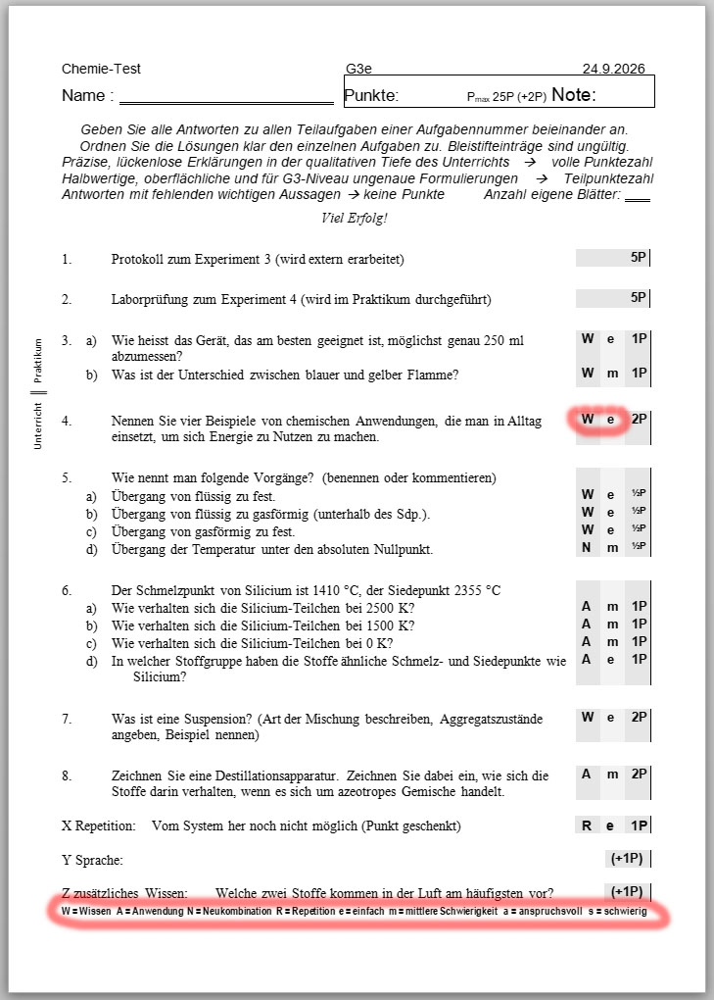 Chemie-Test G3e 24.9.2026
Name : Punkte: Pmax 25P (+2P) Note:
Geben Sie alle Antworten zu allen Teilaufgaben einer Aufgabennummer beieinander an.
Ordnen Sie die Lösungen klar den einzelnen Aufgaben zu. Bleistifteinträge sind ungültig.
Präzise, lückenlose Erklärungen in der qualitativen Tiefe des Unterrichts → volle Punktezahl
Halbwertige, oberflächliche und für G3-Niveau ungenaue Formulierungen → Teilpunktezahl
Antworten mit fehlenden wichtigen Aussagen → keine Punkte Anzahl eigene Blätter: ___
Viel Erfolg!
1. Protokoll zum Experiment 3 (wird extern erarbeitet) 5P
2. Laborprüfung zum Experiment 4 (wird im Praktikum durchgeführt) 5P
Praktikum
3. a) Wie heisst das Gerät, das am besten geeignet ist, möglichst genau 250 ml W e 1P
abzumessen?
b) Was ist der Unterschied zwischen blauer und gelber Flamme? W m 1P
Unterricht
4. Nennen Sie vier Beispiele von chemischen Anwendungen, die man in Alltag W e 2P
einsetzt, um sich Energie zu Nutzen zu machen.
5. Wie nennt man folgende Vorgänge? (benennen oder kommentieren)
a) Übergang von flüssig zu fest. W e ½P
b) Übergang von flüssig zu gasförmig (unterhalb des Sdp.). W e ½P
c) Übergang von gasförmig zu fest. W e ½P
d) Übergang der Temperatur unter den absoluten Nullpunkt. N m ½P
6. Der Schmelzpunkt von Silicium ist 1410 °C, der Siedepunkt 2355 °C
a) Wie verhalten sich die Silicium-Teilchen bei 2500 K? A m 1P
b) Wie verhalten sich die Silicium-Teilchen bei 1500 K? A m 1P
c) Wie verhalten sich die Silicium-Teilchen bei 0 K? A m 1P
d) In welcher Stoffgruppe haben die Stoffe ähnliche Schmelz- und Siedepunkte wie A e 1P
Silicium?
7. Was ist eine Suspension? (Art der Mischung beschreiben, Aggregatszustände W e 2P
angeben, Beispiel nennen)
8. Zeichnen Sie eine Destillationsapparatur. Zeichnen Sie dabei ein, wie sich die A m 2P
Stoffe darin verhalten, wenn es sich um azeotropes Gemische handelt.
X Repetition: Vom System her noch nicht möglich (Punkt geschenkt) R e 1P
Y Sprache: (+1P)
Z zusätzliches Wissen: Welche zwei Stoffe kommen in der Luft am häufigsten vor? (+1P)
W = Wissen A = Anwendung N = Neukombination R = Repetition e = einfach m = mittlere Schwierigkeit a = anspruchsvoll s = schwierig